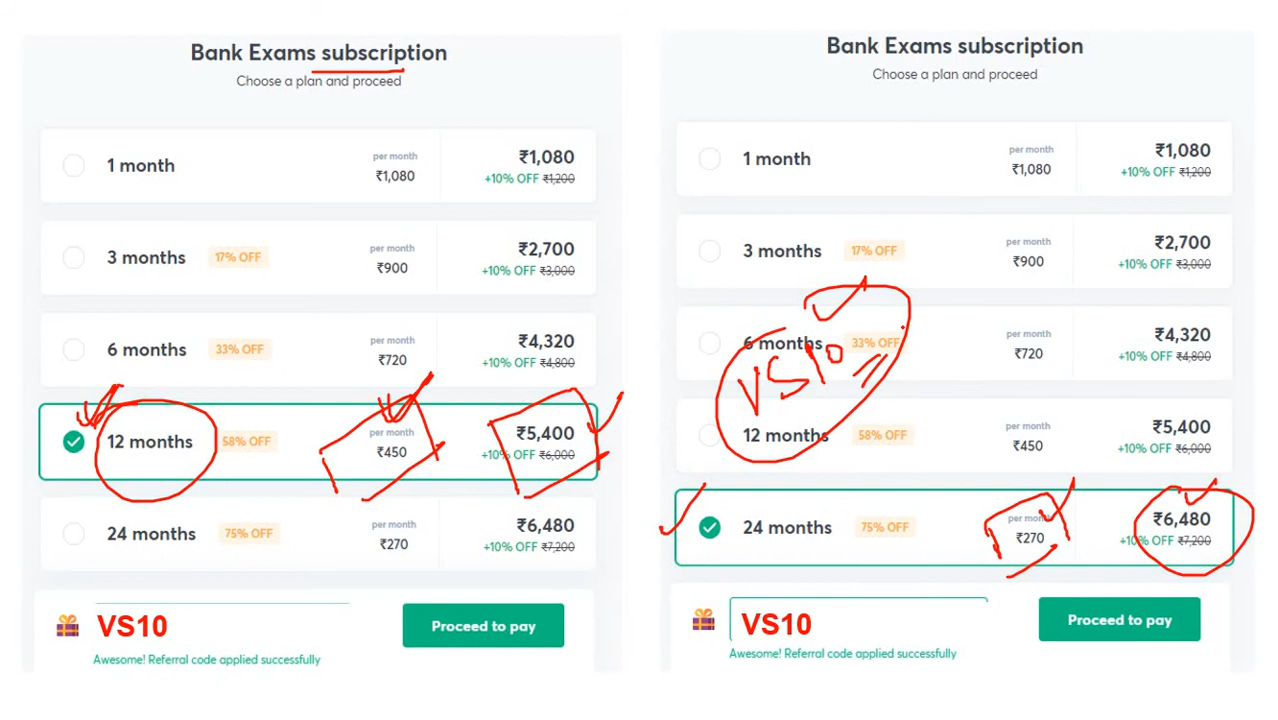 Bank Exams subscription
Choose a plan and proceed
1 month
per month
₹1,080
₹1,080
+10% OFF ₹1,200
3 months
17% OFF
per month
₹900
₹2,700
+10% OFF ₹3,000
6 months
33% OFF
per month
₹720
₹4,320
+10% OFF ₹4,800
12 months
58% OFF
per month
₹450
₹5,400
+10% OFF ₹6,000
24 months
75% OFF
per month
₹270
₹6,480
+10% OFF ₹7,200
VS10
Proceed to pay
Awesome! Referral code applied successfully
Bank Exams subscription
Choose a plan and proceed
1 month
per month
₹1,080
₹1,080
+10% OFF ₹1,200
3 months
17% OFF
per month
₹900
₹2,700
+10% OFF ₹3,000
6 months
33% OFF
per month
₹720
₹4,320
+10% OFF ₹4,800
VS10
12 months
58% OFF
per month
₹450
₹5,400
+10% OFF ₹6,000
24 months
75% OFF
per month
₹270
₹6,480
+10% OFF ₹7,200
VS10
Proceed to pay
Awesome! Referral code applied successfully